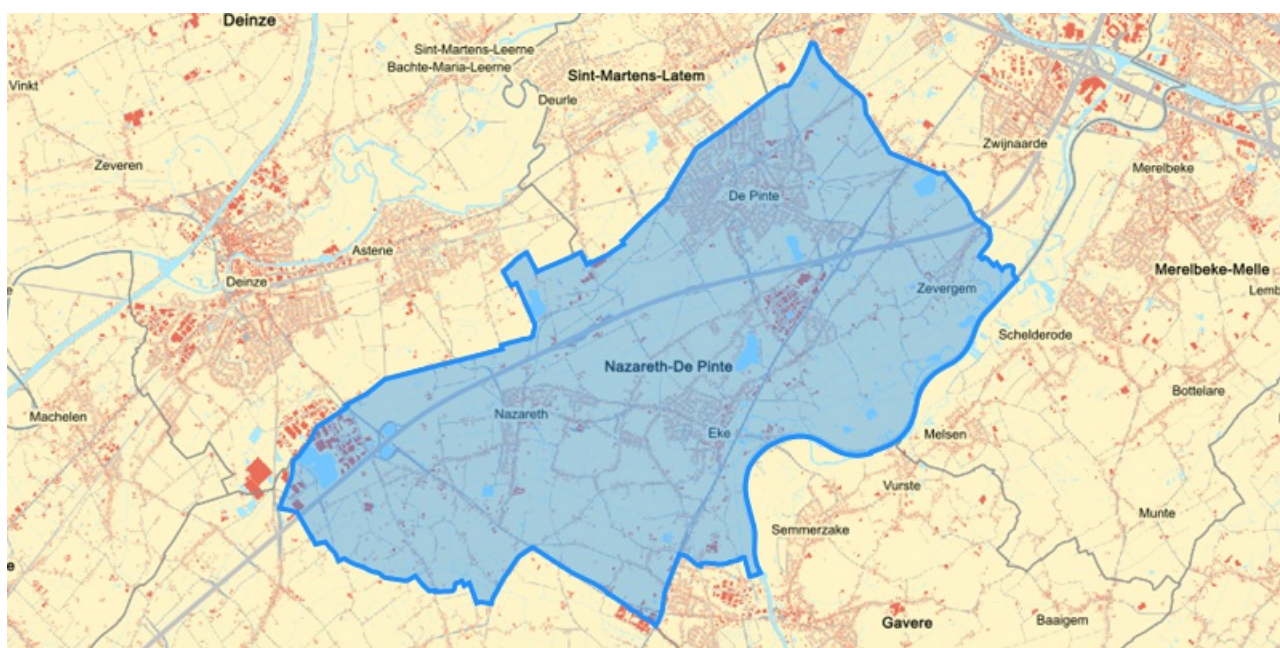 Deinze
Sint-Martens-Leerne
Bachte-Maria-Leerne
Sint-Martens-Latem
Vinkt
Deurle
Zwijnaarde
Zeveren
Merelbeke
De Pinte
Astene
Merelbeke-Melle
Deinze
Zevergem
Lemb
e
Schelderode
Nazareth-De Pinte
Bottelare
Machelen
Nazareth
Eke
Melsen
Vurste
Munte
Semmerzake
e
Gavere
Baaigem